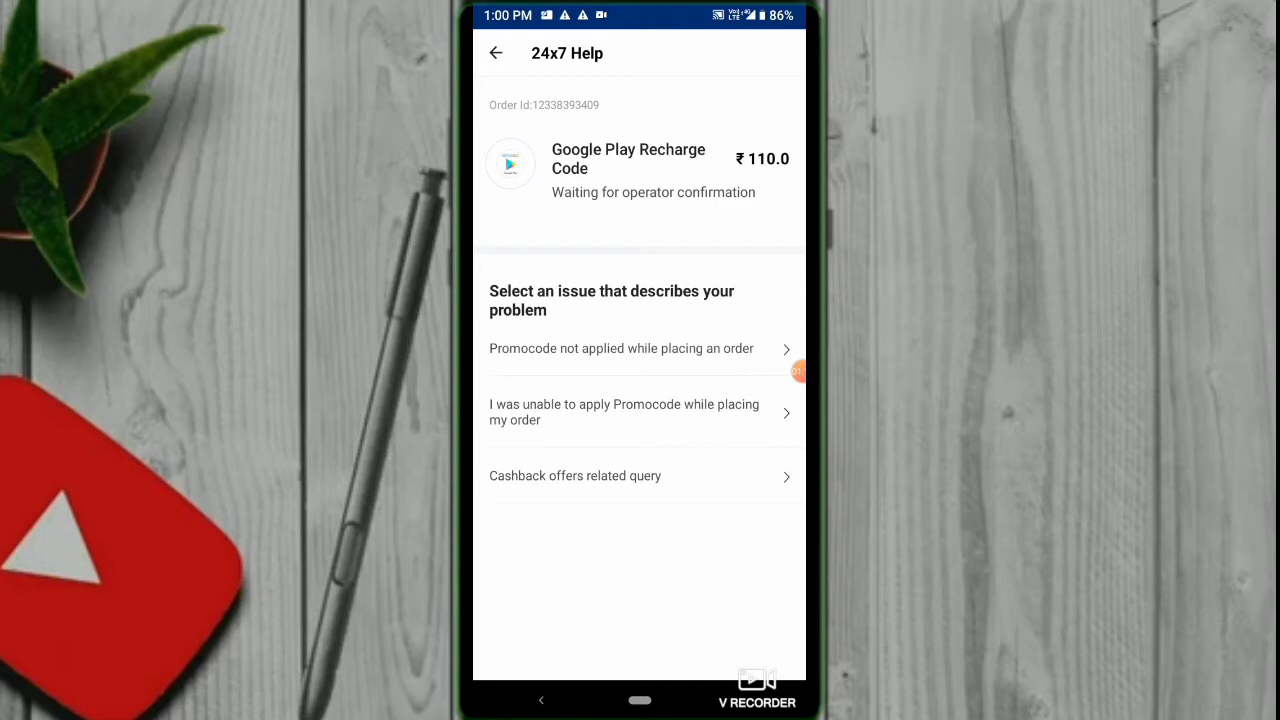 1:00 PM 86%
24x7 Help
Order Id:12338393409
Google Play Recharge
Code
₹ 110.0
Waiting for operator confirmation
Select an issue that describes your
problem
Promocode not applied while placing an order
I was unable to apply Promocode while placing
my order
Cashback offers related query
V RECORDER